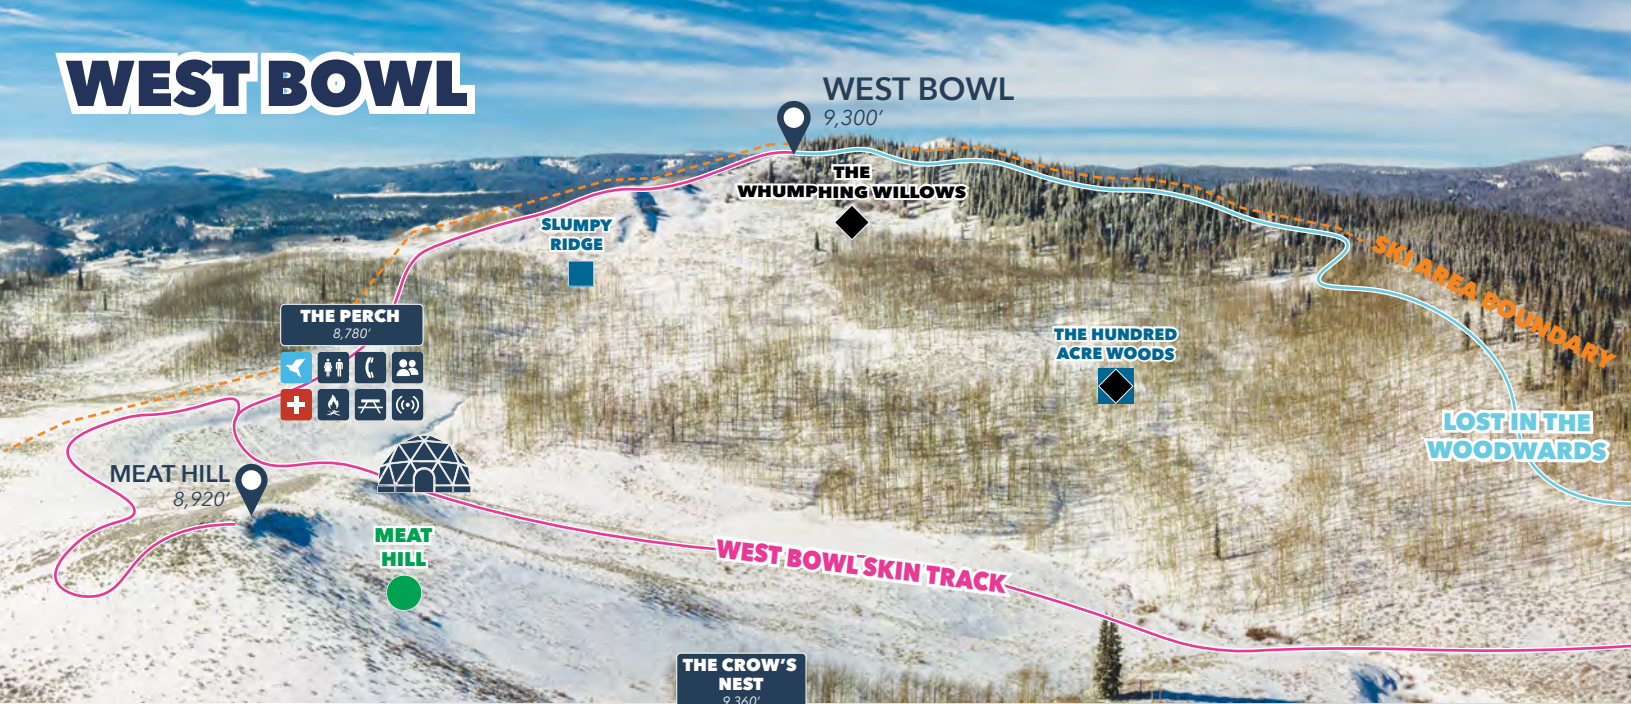 WEST BOWL
WEST BOWL
9,300'
THE
WHUMPHING WILLOWS
SLUMPY
RIDGE
SKI AREA BOUNDARY
THE PERCH
8,780'
THE HUNDRED
ACRE WOODS
LOST IN THE
WOODWARDS
MEAT HILL
8,920'
MEAT
HILL
WEST BOWL SKIN TRACK
THE CROW'S
NEST
9,360'